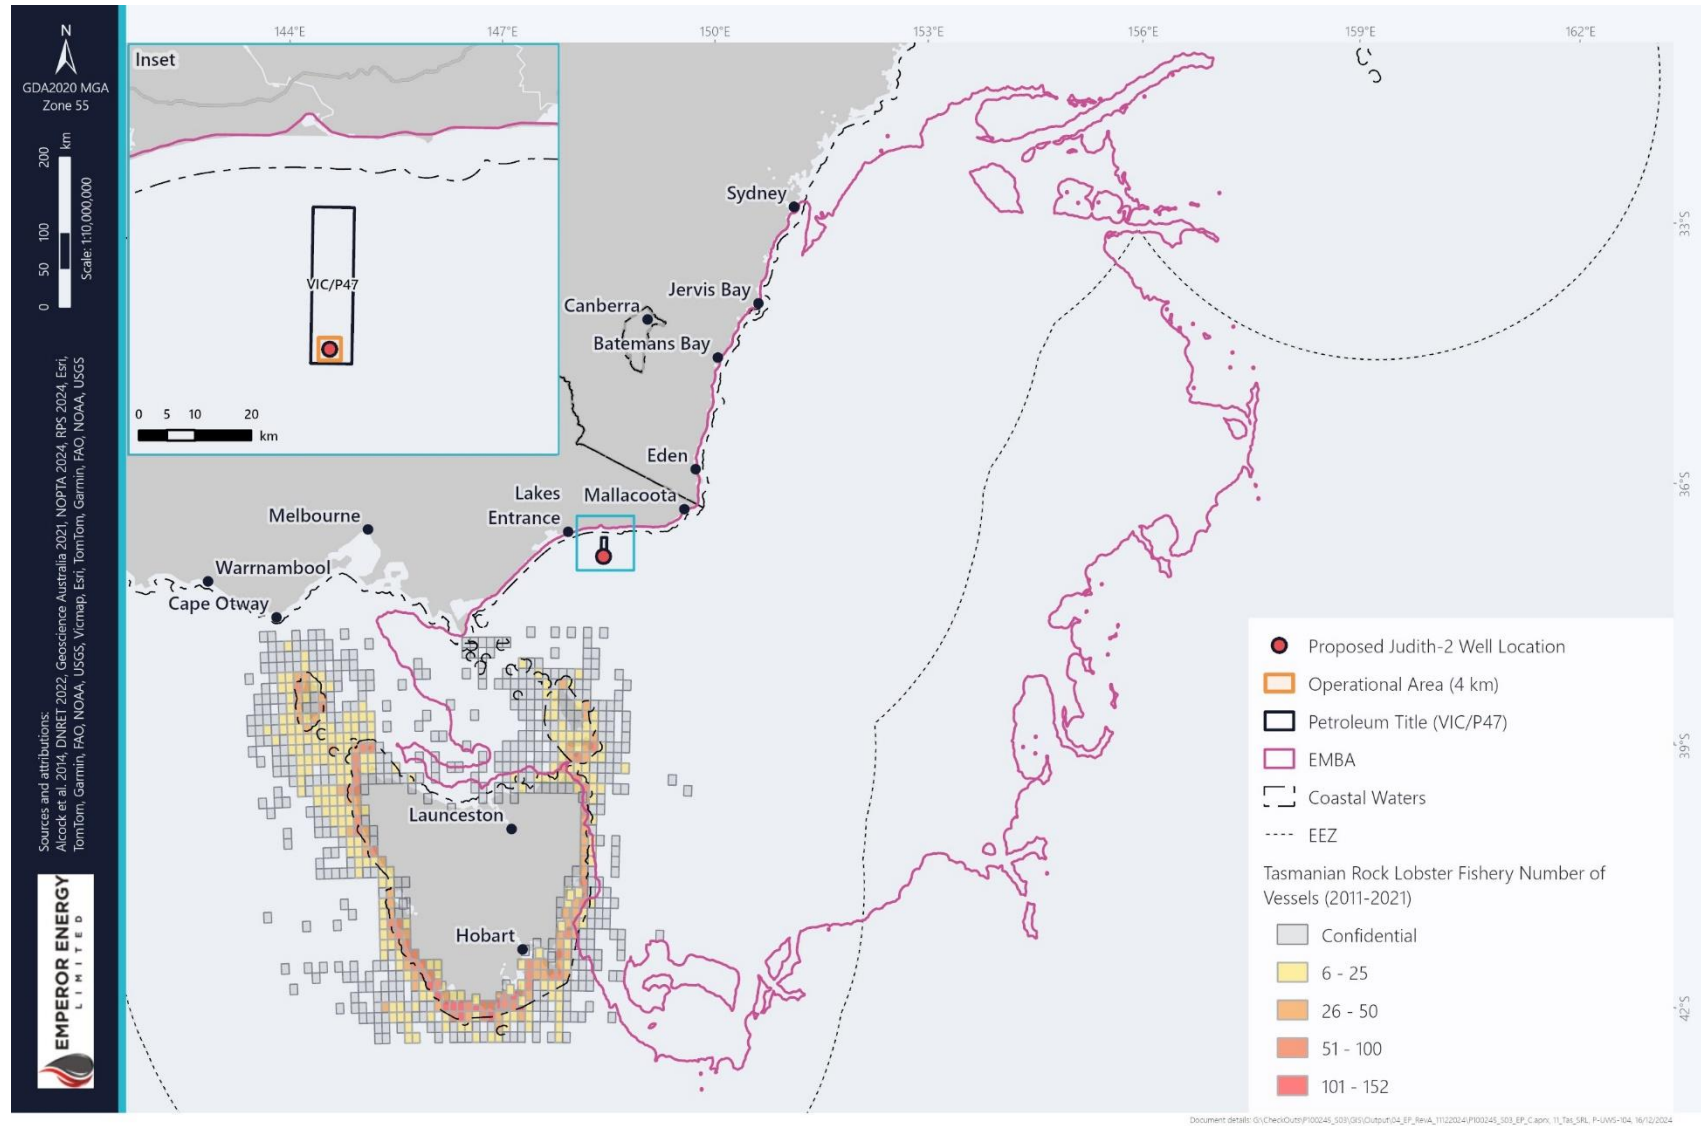 N
GDA2020 MGA
Zone 55
0 50 100 200
km
Scale: 1:10,000,000
Sources and attributions:
Alcock et al. 2014, DNRET 2022, Geoscience Australia 2021, NOPTA 2024, RPS 2024, Esri,
TomTom, Garmin, FAO, NOAA, USGS, Vicmap, Esri, TomTom, Garmin, FAO, NOAA, USGS
EMPEROR ENERGY
LIMITED
144°E 147°E 150°E 153°E 156°E 159°E 162°E
Inset
VIC/P47
0 5 10 20
km
Sydney
33°S
Jervis Bay
Canberra
Batemans Bay
Eden
36°S
Lakes
Entrance
Mallacoota
Melbourne
Warrnambool
Cape Otway
39°S
Launceston
Hobart
42°S
Proposed Judith-2 Well Location
Operational Area (4 km)
Petroleum Title (VIC/P47)
EMBA
Coastal Waters
EEZ
Tasmanian Rock Lobster Fishery Number of
Vessels (2011-2021)
Confidential
6 - 25
26 - 50
51 - 100
101 - 152